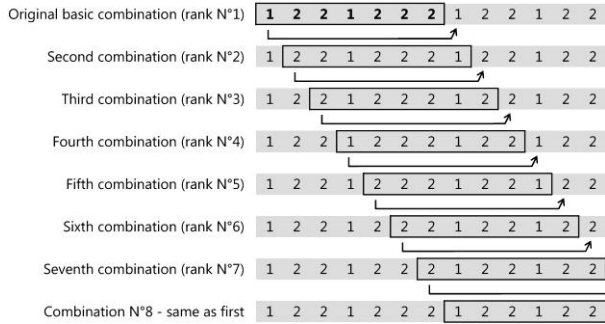 Original basic combination (rank N°1) 1 2 2 1 2 2 2 1 2 2 1 2 2
Second combination (rank N°2) 1 2 2 1 2 2 2 1 2 2 1 2 2
Third combination (rank N°3) 1 2 2 1 2 2 2 1 2 2 1 2 2
Fourth combination (rank N°4) 1 2 2 1 2 2 2 1 2 2 1 2 2
Fifth combination (rank N°5) 1 2 2 1 2 2 2 1 2 2 1 2 2
Sixth combination (rank N°6) 1 2 2 1 2 2 2 1 2 2 1 2 2
Seventh combination (rank N°7) 1 2 2 1 2 2 2 1 2 2 1 2 2
Combination N°8 - same as first 1 2 2 1 2 2 2 1 2 2 1 2 2